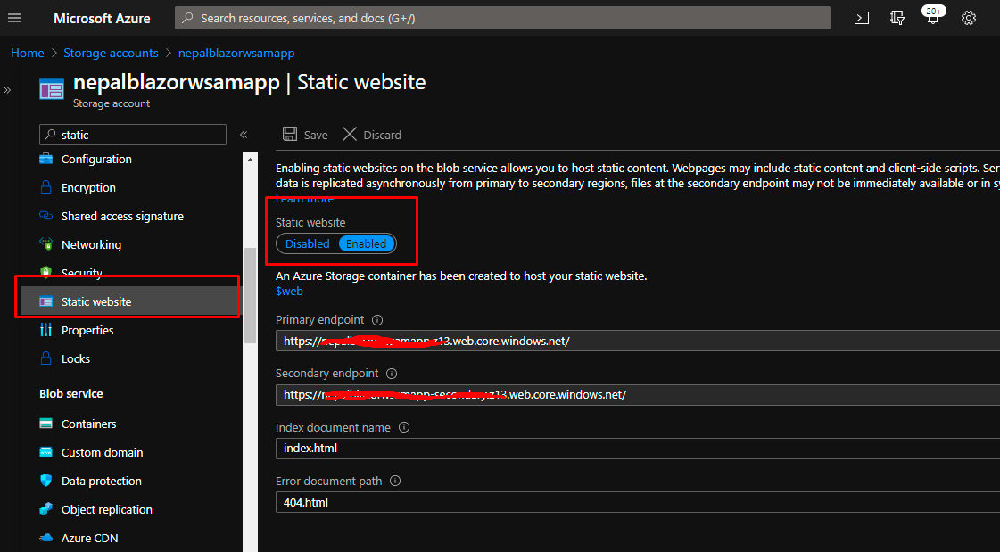 Microsoft Azure
Search resources, services, and docs (G+/)
20+
Home > Storage accounts > nepalblazorwsamapp
»
nepalblazorwsamapp | Static website
Storage account
static
«
Configuration
Encryption
Shared access signature
Networking
Security
Static website
Properties
Locks
Blob service
Containers
Custom domain
Data protection
Object replication
Azure CDN
Save
Discard
Enabling static websites on the blob service allows you to host static content. Webpages may include static content and client-side scripts. Ser
data is replicated asynchronously from primary to secondary regions, files at the secondary endpoint may not be immediately available or in sy
Learn more
Static website
Disabled Enabled
An Azure Storage container has been created to host your static website.
$web
Primary endpoint
https:// z13.web.core.windows.net/
Secondary endpoint
https:// z13.web.core.windows.net/
Index document name
index.html
Error document path
404.html